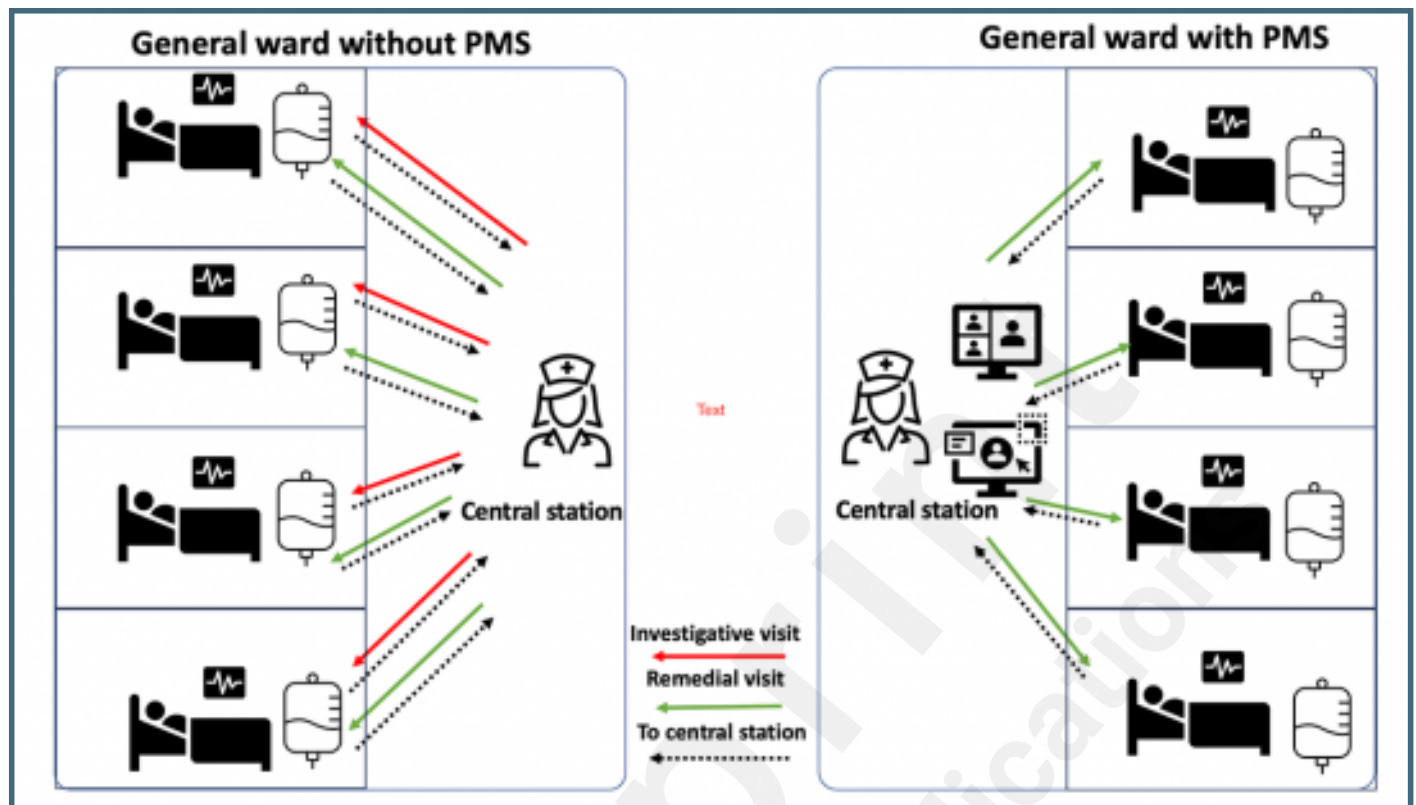 General ward without PMS
General ward with PMS
Text
Central station
Central station
Investigative visit
Remedial visit
To central station
print